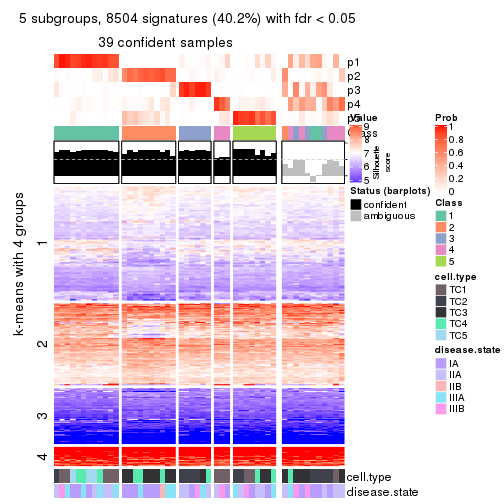 5 subgroups, 8504 signatures (40.2%) with fdr < 0.05
39 confident samples
p1
p2
p3
p4
p5
Class
Value
9
8
7
6
5
Silhouette
score
Prob
1
0.8
0.6
0.4
0.2
0
Status (barplots)
confident
ambiguous
Class
1
2
3
4
5
cell.type
TC1
TC2
TC3
TC4
TC5
disease.state
IA
IIA
IIB
IIIA
IIIB
k-means with 4 groups
1
2
3
4
cell.type
disease.state